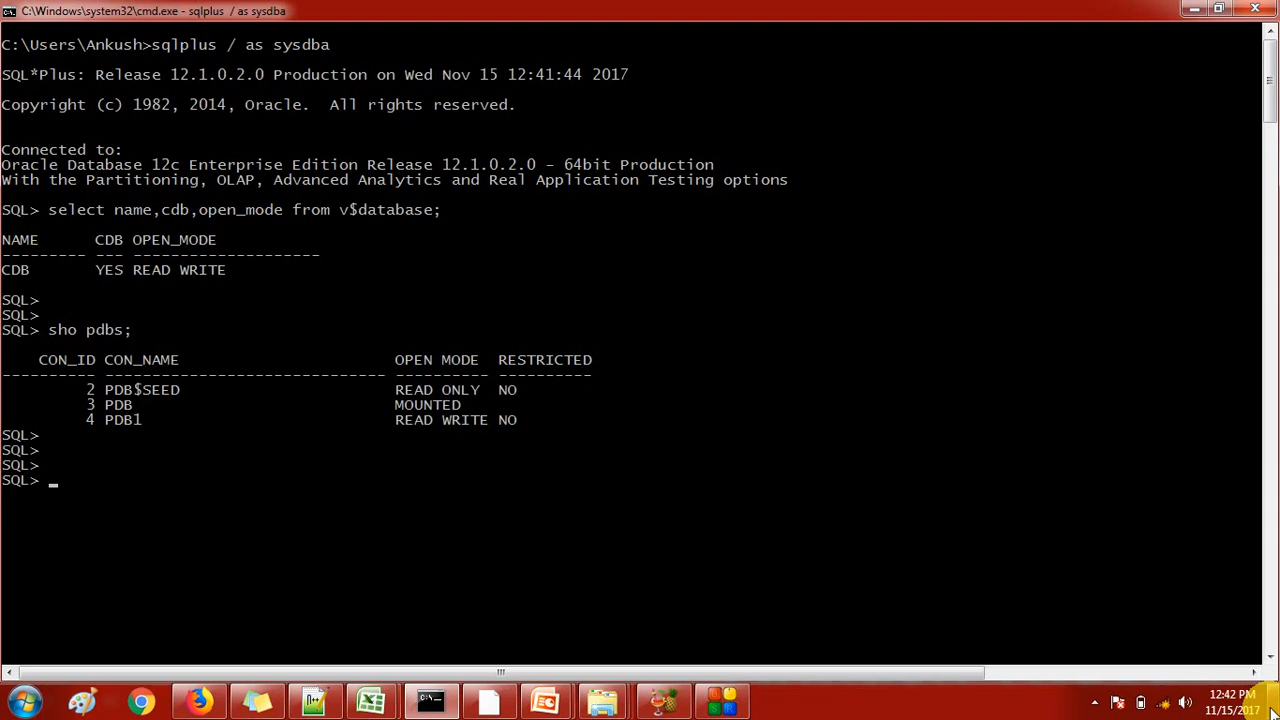 C:\Windows\system32\cmd.exe - sqlplus / as sysdba
C:\Users\Ankush>sqlplus / as sysdba
SQL*Plus: Release 12.1.0.2.0 Production on Wed Nov 15 12:41:44 2017
Copyright (c) 1982, 2014, Oracle.  All rights reserved.
Connected to:
Oracle Database 12c Enterprise Edition Release 12.1.0.2.0 - 64bit Production
With the Partitioning, OLAP, Advanced Analytics and Real Application Testing options
SQL> select name,cdb,open_mode from v$database;
NAME      CDB OPEN_MODE
--------- --- --------------------
CDB       YES READ WRITE
SQL>
SQL>
SQL> sho pdbs;
    CON_ID CON_NAME                       OPEN MODE  RESTRICTED
---------- ------------------------------ ---------- ----------
         2 PDB$SEED                       READ ONLY  NO
         3 PDB                            MOUNTED
         4 PDB1                           READ WRITE NO
SQL>
SQL>
SQL>
SQL> _
12:42 PM
11/15/2017